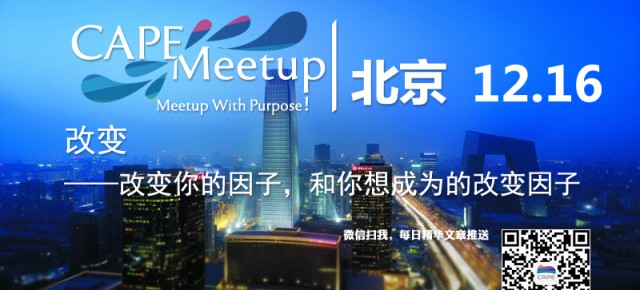 CAPE
Meetup
Meetup With Purpose!
北京 12.16
改变
——改变你的因子，和你想成为的改变因子
微信扫我，每日精华文章推送
CAPE